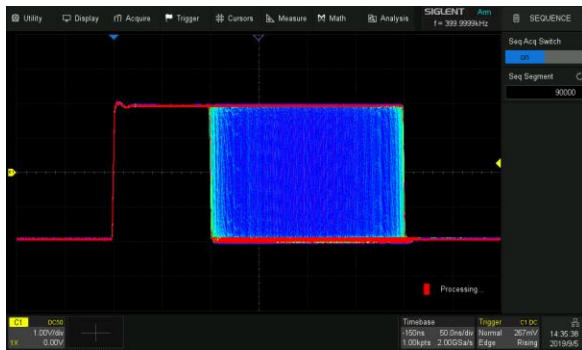 Utility Display Acquire Trigger Cursors Measure Math Analysis
SIGLENT Arm
f = 399.9999kHz
SEQUENCE
Seq Acq Switch
on
Seq Segment
90000
Processing...
C1 DC50
1.00V/div
1X 0.00V
Timebase
-150ns 50.0ns/div
1.00kpts 2.00GSa/s
Trigger C1 DC
Normal 267mV
Edge Rising
14:35:38
2019/9/5